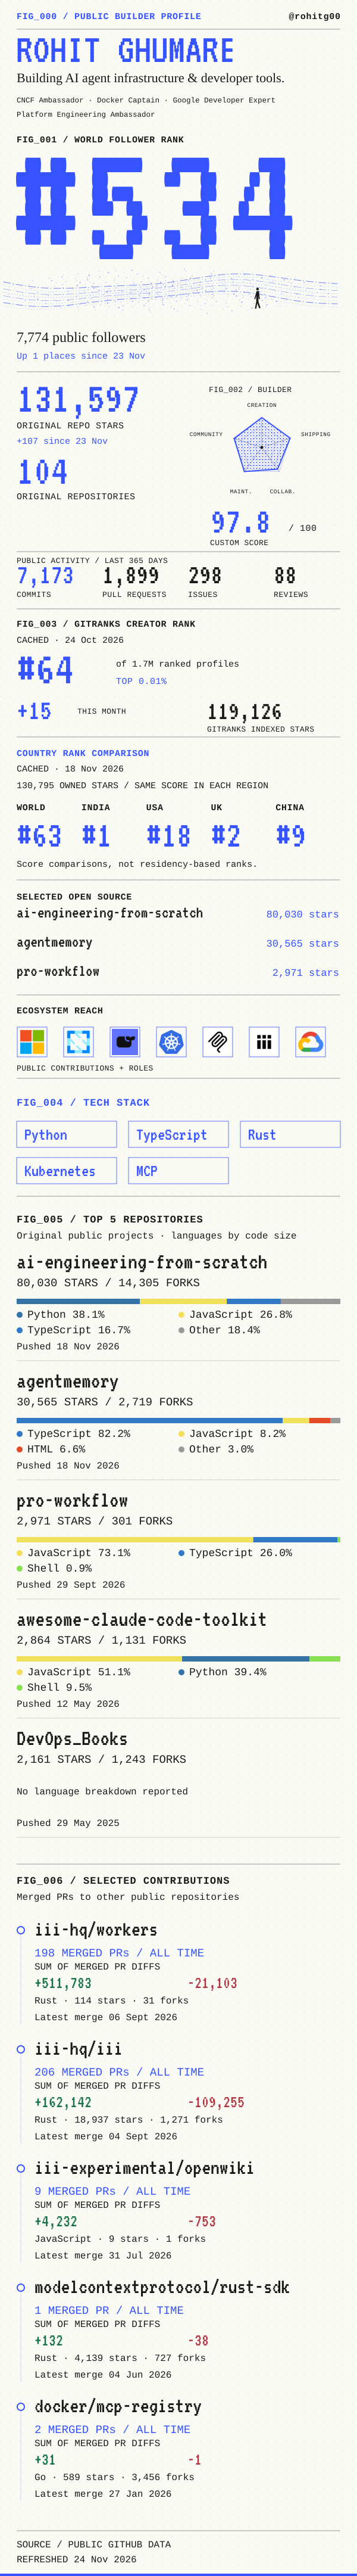 FIG_000 / PUBLIC BUILDER PROFILE @rohitg00
ROHIT GHUMARE
Building AI agent infrastructure & developer tools.
CNCF Ambassador · Docker Captain · Google Developer Expert
Platform Engineering Ambassador
FIG_001 / WORLD FOLLOWER RANK
#534
7,774 public followers
Up 1 places since 23 Nov
131,597
ORIGINAL REPO STARS
+107 since 23 Nov
104
ORIGINAL REPOSITORIES
FIG_002 / BUILDER
CREATION
COMMUNITY
SHIPPING
MAINT.
COLLAB.
97.8 / 100
CUSTOM SCORE
PUBLIC ACTIVITY / LAST 365 DAYS
7,173 1,899 298 88
COMMITS PULL REQUESTS ISSUES REVIEWS
FIG_003 / GITRANKS CREATOR RANK
CACHED · 24 Oct 2026
#64
of 1.7M ranked profiles
TOP 0.01%
+15 THIS MONTH
119,126
GITRANKS INDEXED STARS
COUNTRY RANK COMPARISON
CACHED · 18 Nov 2026
130,795 OWNED STARS / SAME SCORE IN EACH REGION
WORLD INDIA USA UK CHINA
#63 #1 #18 #2 #9
Score comparisons, not residency-based ranks.
SELECTED OPEN SOURCE
ai-engineering-from-scratch 80,030 stars
agentmemory 30,565 stars
pro-workflow 2,971 stars
ECOSYSTEM REACH
iii
PUBLIC CONTRIBUTIONS + ROLES
FIG_004 / TECH STACK
Python TypeScript Rust
Kubernetes MCP
FIG_005 / TOP 5 REPOSITORIES
Original public projects · languages by code size
ai-engineering-from-scratch
80,030 STARS / 14,305 FORKS
Python 38.1% JavaScript 26.8%
TypeScript 16.7% Other 18.4%
Pushed 18 Nov 2026
agentmemory
30,565 STARS / 2,719 FORKS
TypeScript 82.2% JavaScript 8.2%
HTML 6.6% Other 3.0%
Pushed 18 Nov 2026
pro-workflow
2,971 STARS / 301 FORKS
JavaScript 73.1% TypeScript 26.0%
Shell 0.9%
Pushed 29 Sept 2026
awesome-claude-code-toolkit
2,864 STARS / 1,131 FORKS
JavaScript 51.1% Python 39.4%
Shell 9.5%
Pushed 12 May 2026
DevOps_Books
2,161 STARS / 1,243 FORKS
No language breakdown reported
Pushed 29 May 2025
FIG_006 / SELECTED CONTRIBUTIONS
Merged PRs to other public repositories
iii-hq/workers
198 MERGED PRs / ALL TIME
SUM OF MERGED PR DIFFS
+511,783 -21,103
Rust · 114 stars · 31 forks
Latest merge 06 Sept 2026
iii-hq/iii
206 MERGED PRs / ALL TIME
SUM OF MERGED PR DIFFS
+162,142 -109,255
Rust · 18,937 stars · 1,271 forks
Latest merge 04 Sept 2026
iii-experimental/openwiki
9 MERGED PRs / ALL TIME
SUM OF MERGED PR DIFFS
+4,232 -753
JavaScript · 9 stars · 1 forks
Latest merge 31 Jul 2026
modelcontextprotocol/rust-sdk
1 MERGED PR / ALL TIME
SUM OF MERGED PR DIFFS
+132 -38
Rust · 4,139 stars · 727 forks
Latest merge 04 Jun 2026
docker/mcp-registry
2 MERGED PRs / ALL TIME
SUM OF MERGED PR DIFFS
+31 -1
Go · 589 stars · 3,456 forks
Latest merge 27 Jan 2026
SOURCE / PUBLIC GITHUB DATA
REFRESHED 24 Nov 2026